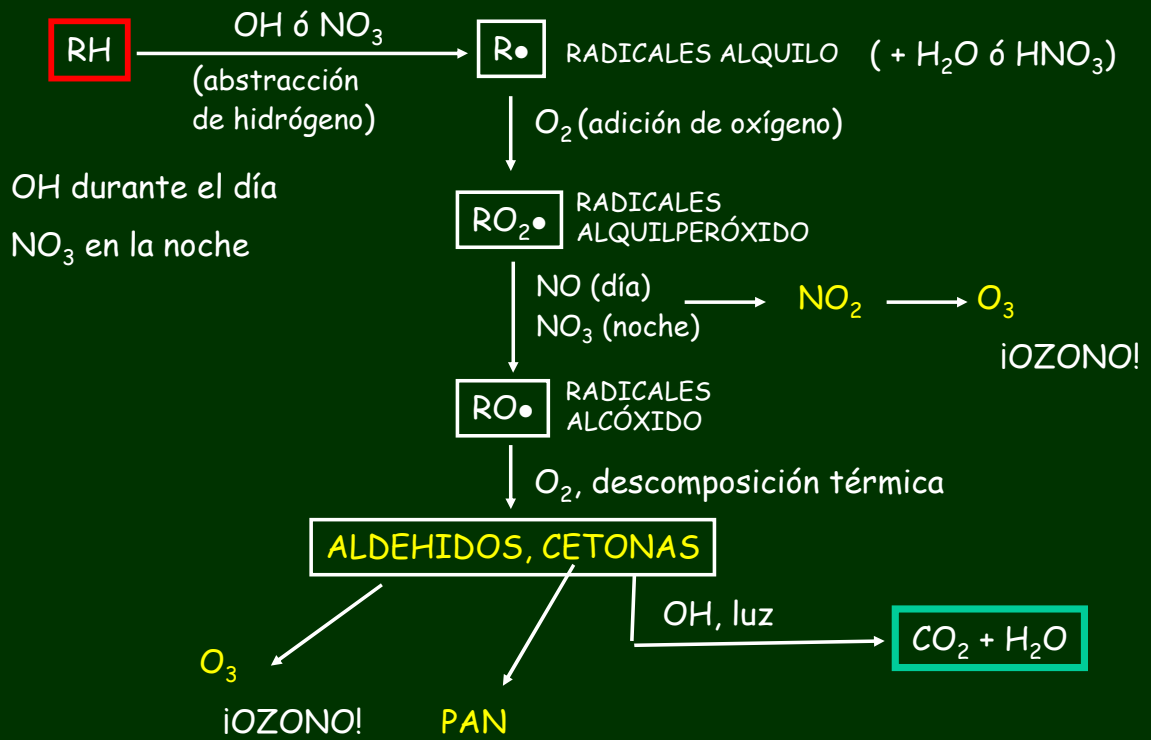 RH
OH ó NO₃
(abstracción
de hidrógeno)
R●
RADICALES ALQUILO
( + H₂O ó HNO₃)
O₂ (adición de oxígeno)
OH durante el día
NO₃ en la noche
RO₂●
RADICALES
ALQUILPERÓXIDO
NO (día)
NO₃ (noche)
NO₂
O₃
¡OZONO!
RO●
RADICALES
ALCÓXIDO
O₂, descomposición térmica
ALDEHIDOS, CETONAS
OH, luz
CO₂ + H₂O
O₃
¡OZONO!
PAN